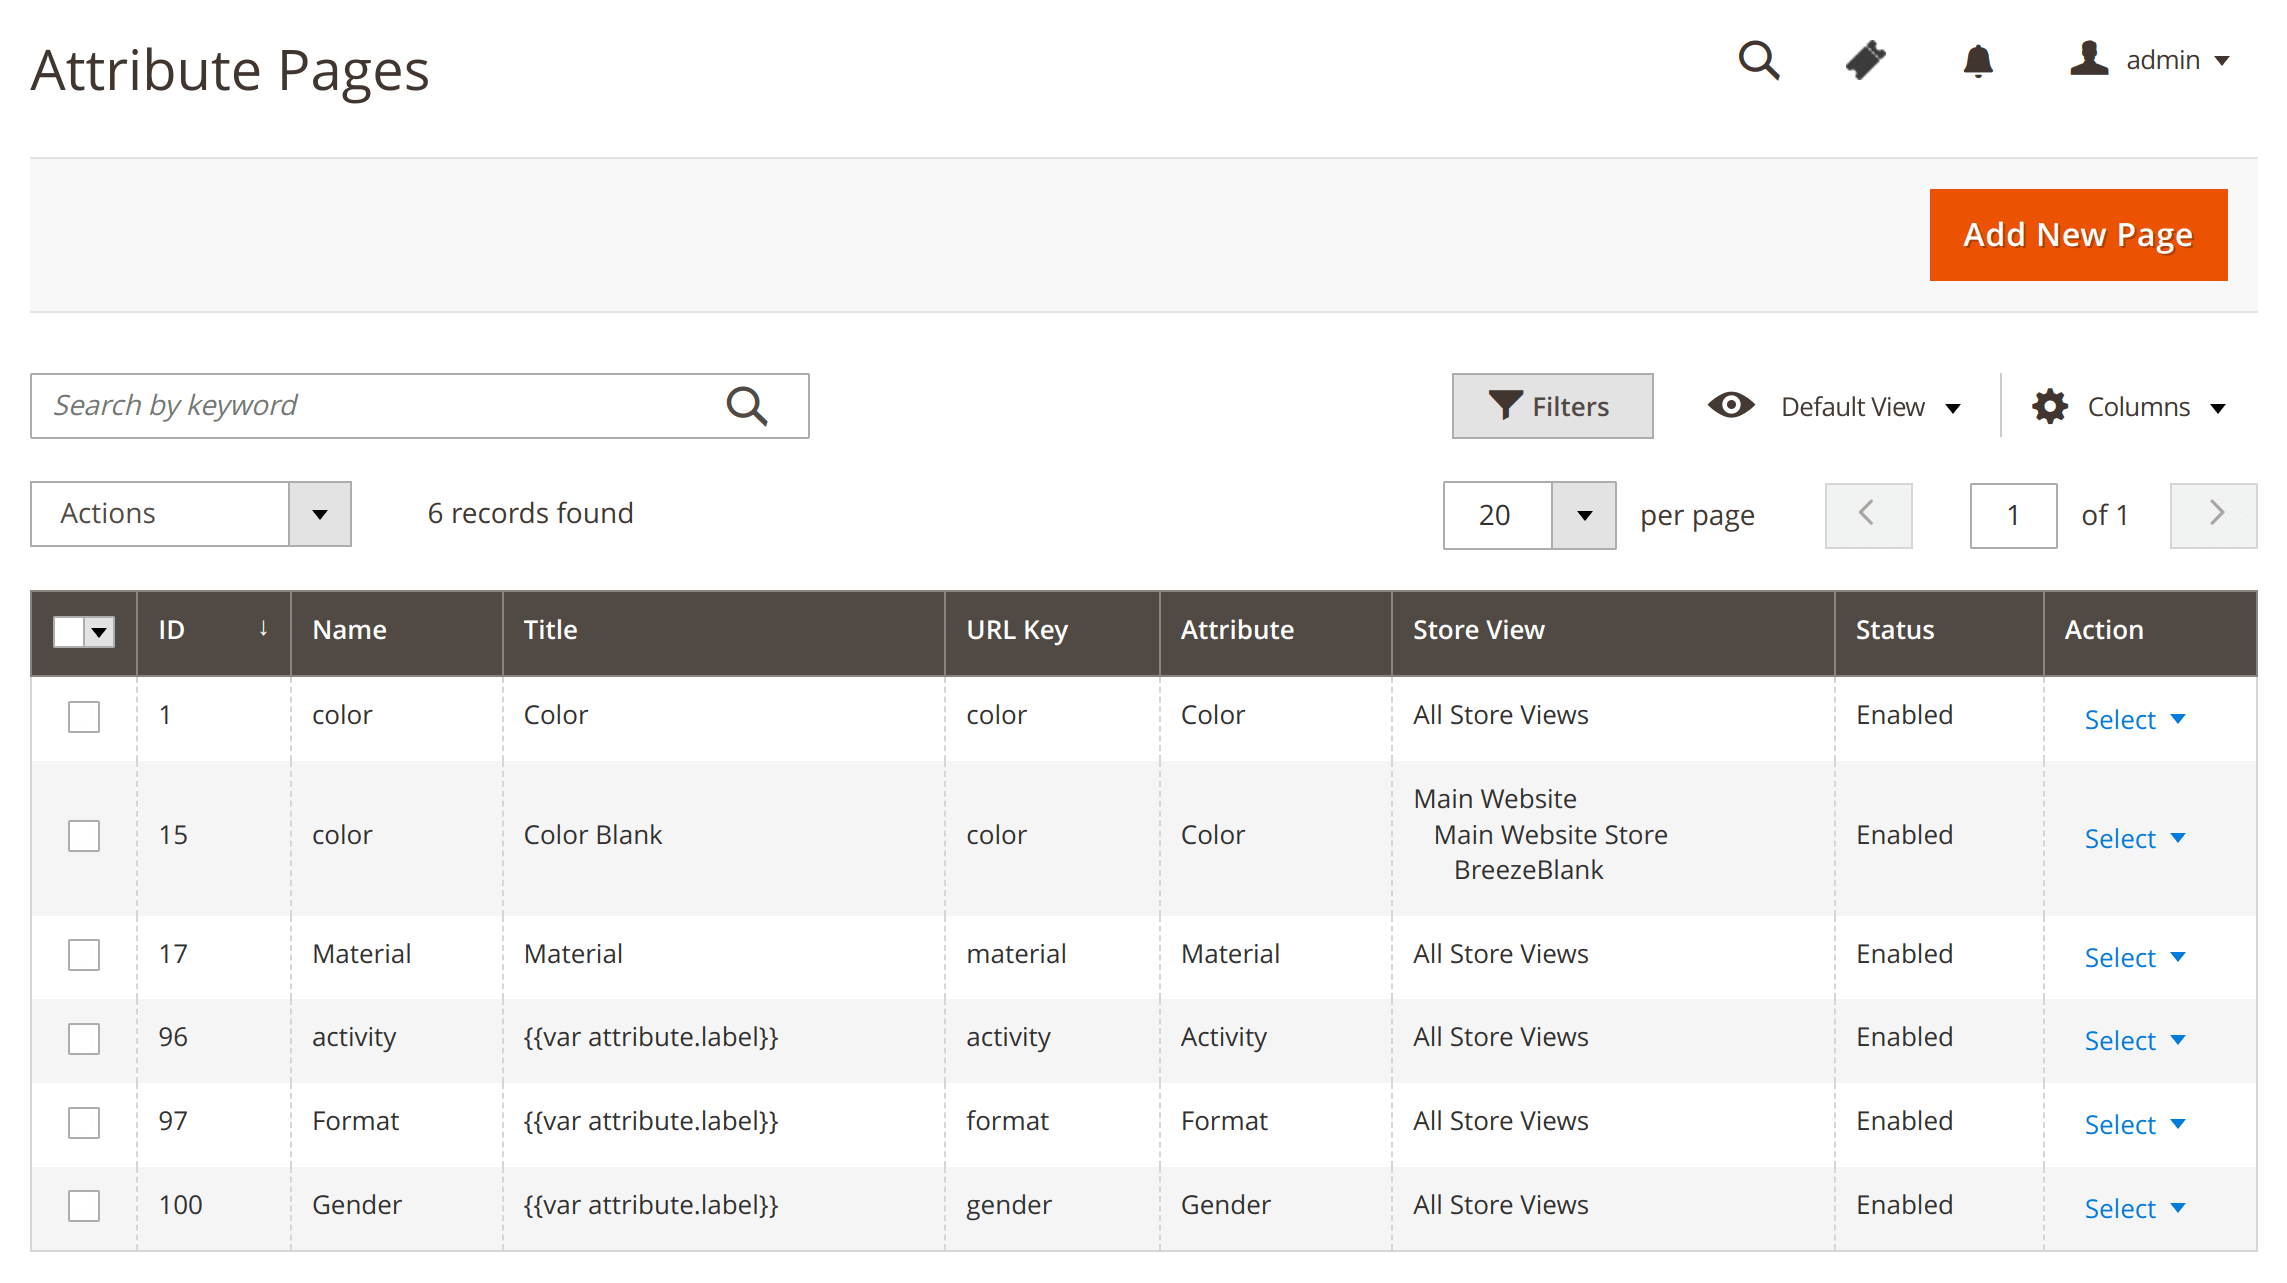 Attribute Pages
admin
Add New Page
Search by keyword
Filters
Default View
Columns
Actions
6 records found
20
per page
1
of 1
ID ↓ Name Title URL Key Attribute Store View Status Action
1 color Color color Color All Store Views Enabled Select
15 color Color Blank color Color Main Website
Main Website Store
BreezeBlank
Enabled Select
17 Material Material material Material All Store Views Enabled Select
96 activity {{var attribute.label}} activity Activity All Store Views Enabled Select
97 Format {{var attribute.label}} format Format All Store Views Enabled Select
100 Gender {{var attribute.label}} gender Gender All Store Views Enabled Select